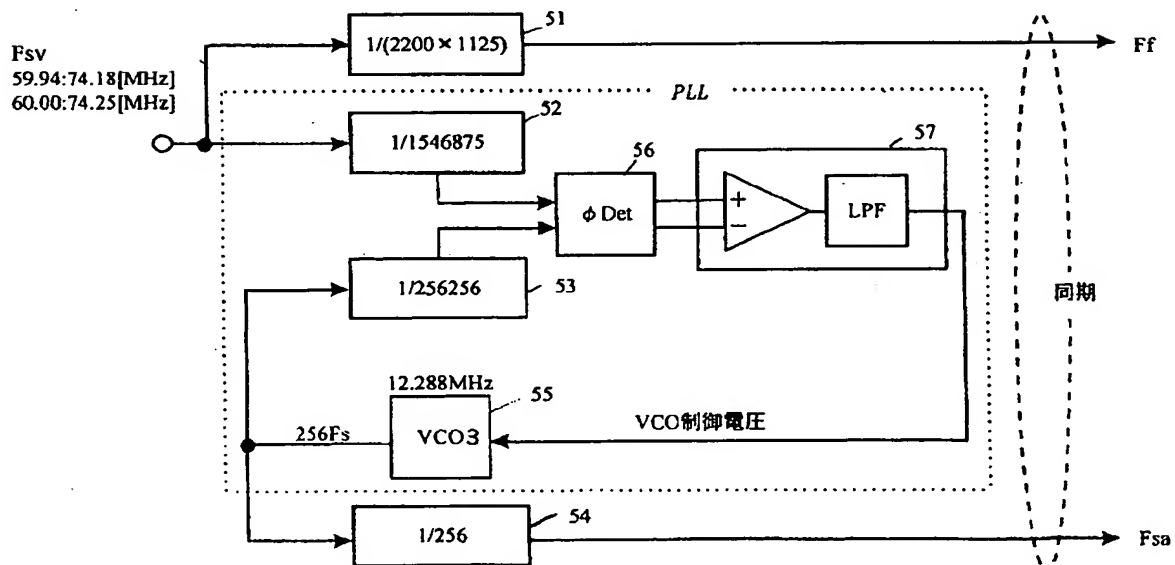 51
1/(2200×1125)
Ff
Fsv
59.94:74.18[MHz]
60.00:74.25[MHz]
PLL
52
1/1546875
56
φ Det
57
+
−
LPF
1/256256
53
同期
12.288MHz
55
256Fs
VCO3
VCO制御電圧
54
1/256
Fsa